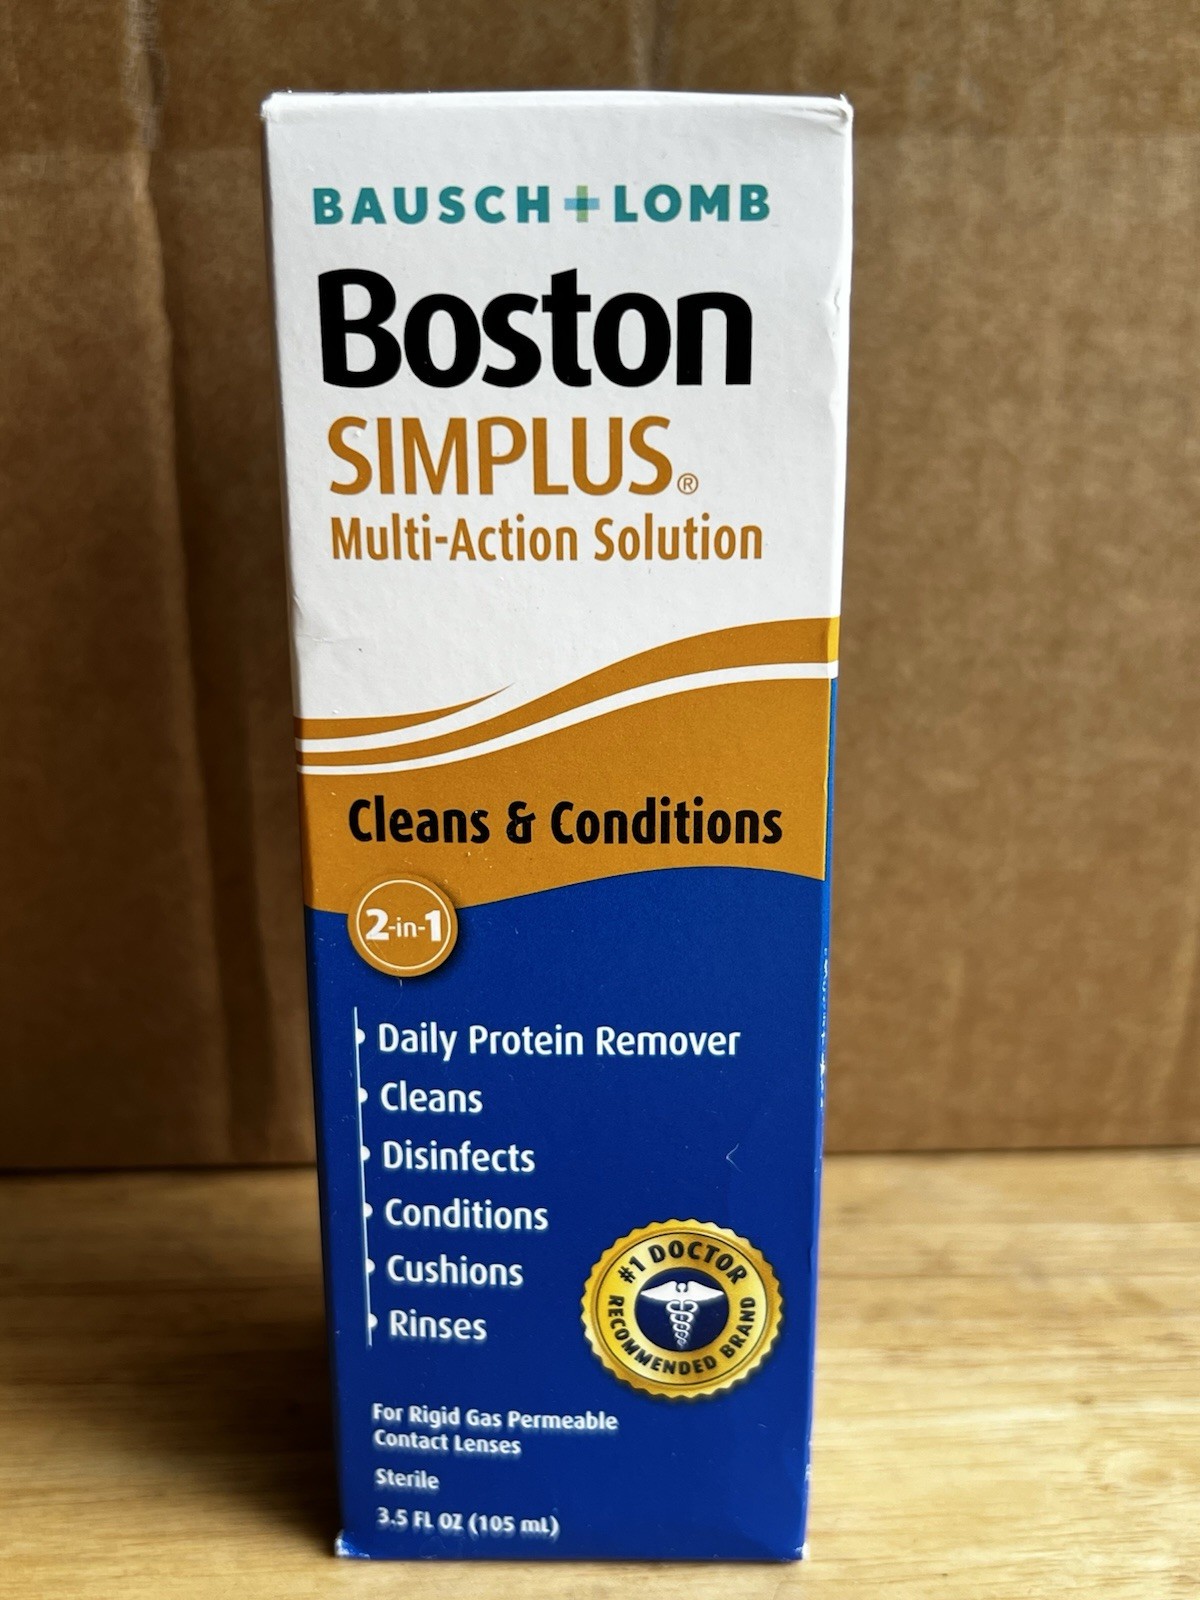 BAUSCH + LOMB
Boston
SIMPLUS®
Multi-Action Solution
Cleans & Conditions
2-in-1
Daily Protein Remover
Cleans
Disinfects
Conditions
Cushions
Rinses
#1 DOCTOR
RECOMMENDED BRAND
For Rigid Gas Permeable
Contact Lenses
Sterile
3.5 FL OZ (105 mL)